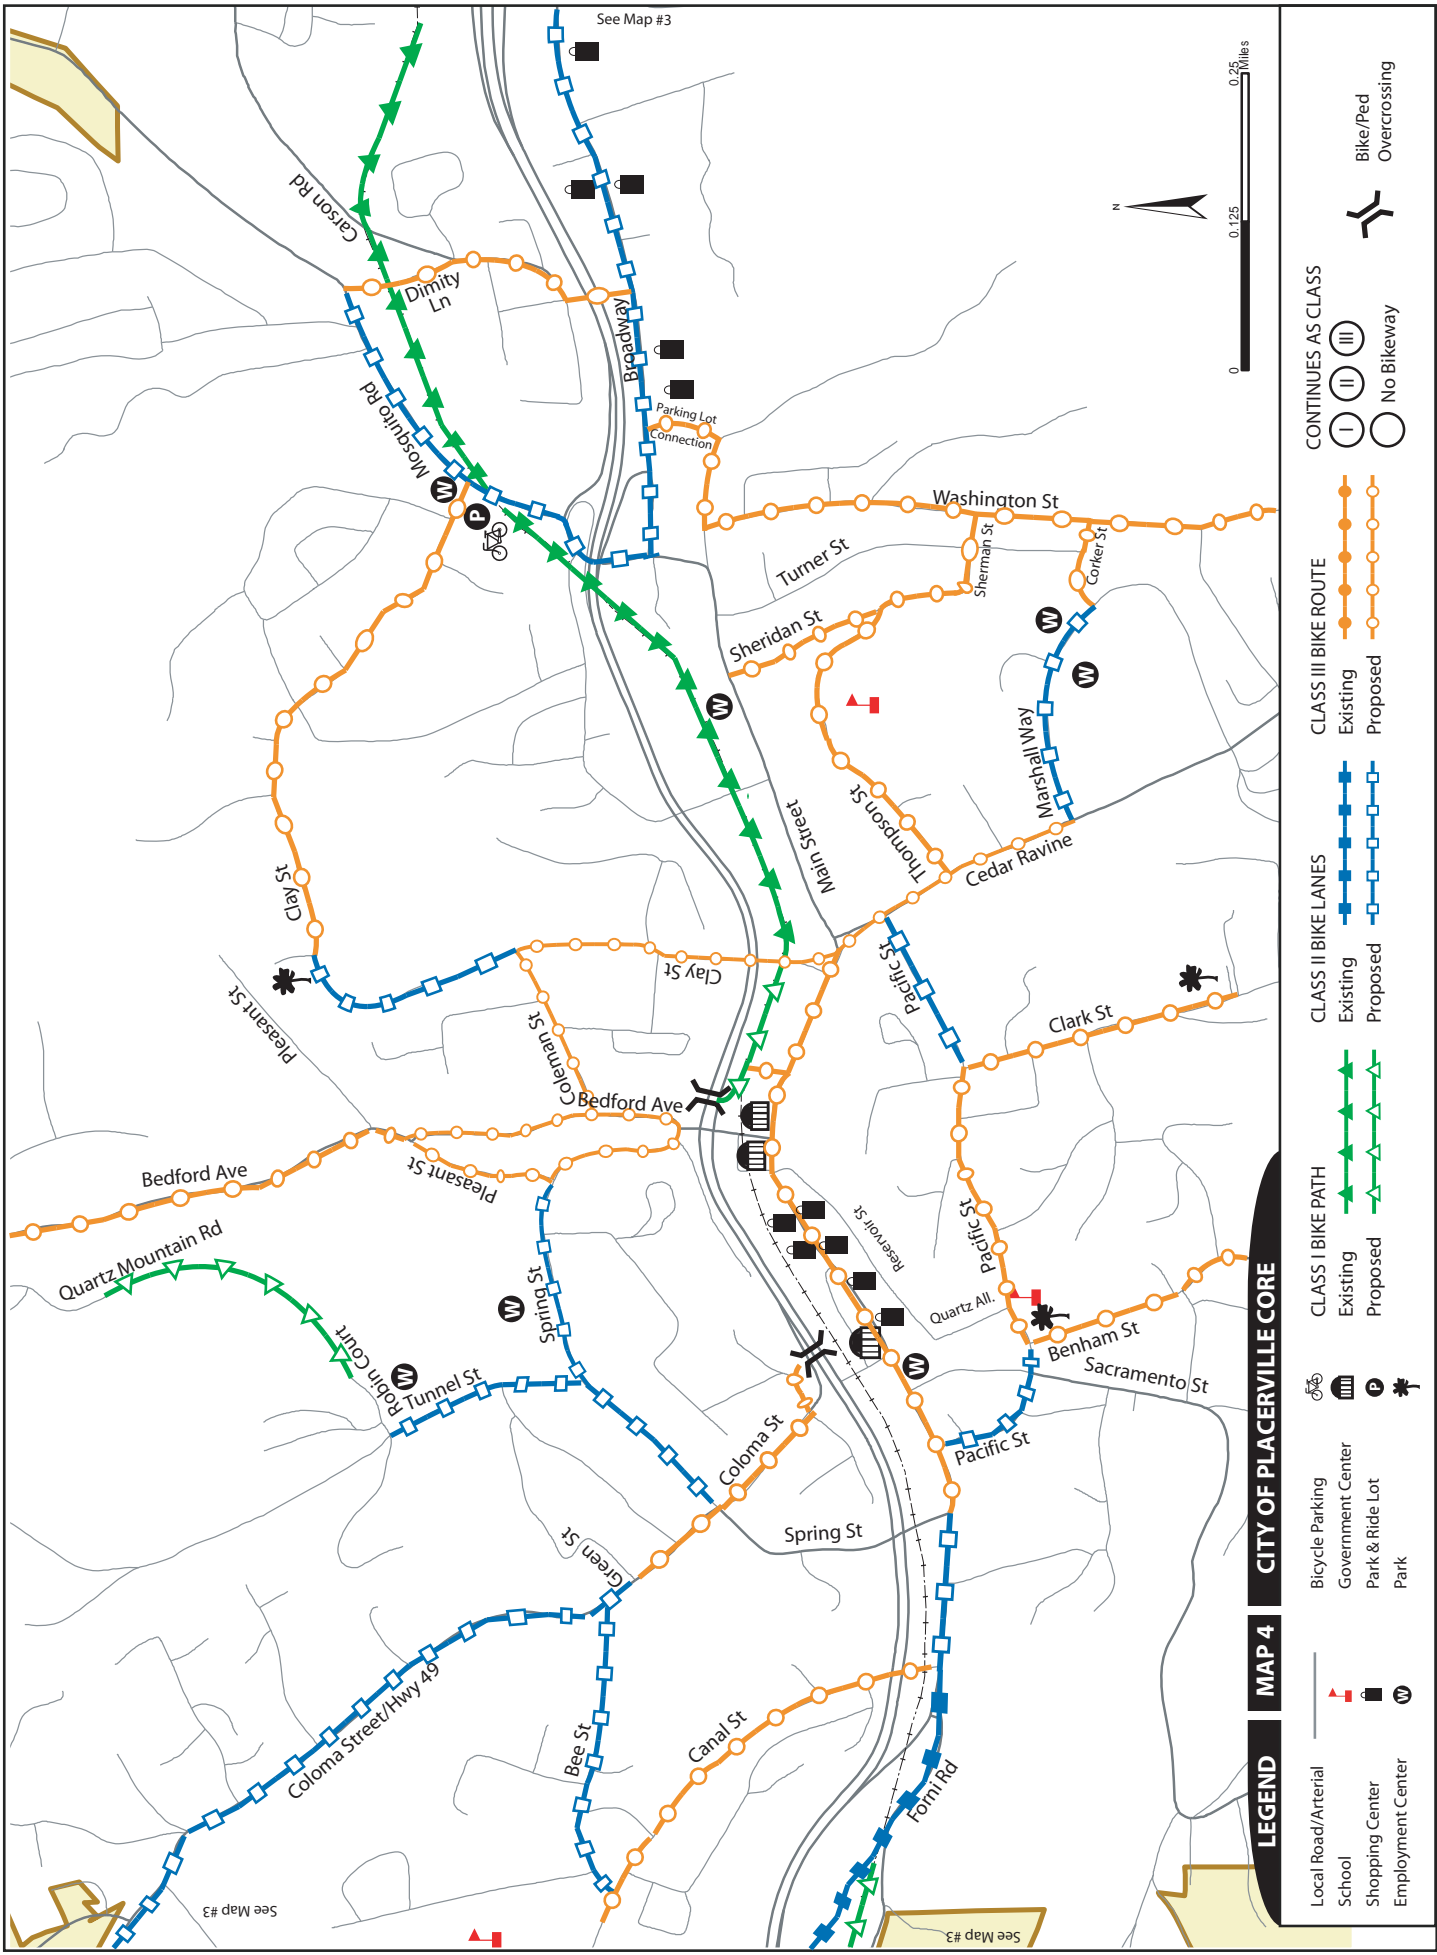 See Map #3
Carson Rd
Dimity
Ln
Mosquito Rd
Broadway
Parking Lot
Connection
Washington St
Sherman St
Corker St
Turner St
Sheridan St
Marshall Way
Main Street
Thompson St
Cedar Ravine
Clay St
Clay St
Pleasant St
Coleman St
Bedford Ave
Bedford Ave
Pleasant St
Pacific St
Clark St
Quartz Mountain Rd
Robin Court
Tunnel St
Spring St
Reservoir St
Quartz All.
Pacific St
Benham St
Sacramento St
Pacific St
Coloma St
Spring St
Green St
Coloma Street/Hwy 49
Bee St
Canal St
Forni Rd
See Map #3
See Map #3
W
P
W
W
W
W
W
W
W
N
0
0.125
0.25
Miles
LEGEND
MAP 4
CITY OF PLACERVILLE CORE
Local Road/Arterial
School
Shopping Center
Employment Center
W
Bicycle Parking
Government Center
Park & Ride Lot
P
Park
CLASS I BIKE PATH
Existing
Proposed
CLASS II BIKE LANES
Existing
Proposed
CLASS III BIKE ROUTE
Existing
Proposed
CONTINUES AS CLASS
I
II
III
No Bikeway
Bike/Ped
Overcrossing